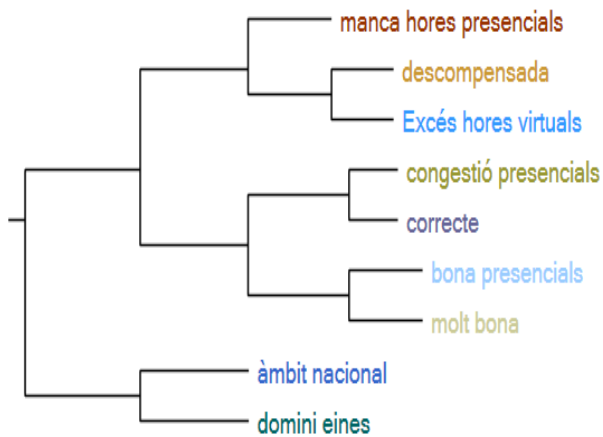 manca hores presencials
descompensada
Excés hores virtuals
congestió presencials
correcte
bona presencials
molt bona
àmbit nacional
domini eines